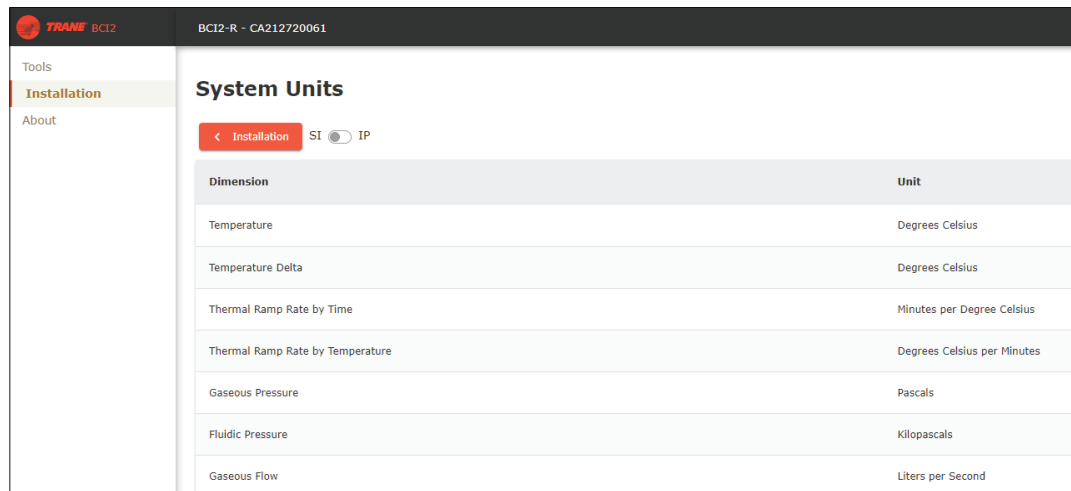 TRANE BCI2
BCI2-R - CA212720061
Tools
Installation
About
System Units
< Installation SI IP
Dimension Unit
Temperature Degrees Celsius
Temperature Delta Degrees Celsius
Thermal Ramp Rate by Time Minutes per Degree Celsius
Thermal Ramp Rate by Temperature Degrees Celsius per Minutes
Gaseous Pressure Pascals
Fluidic Pressure Kilopascals
Gaseous Flow Liters per Second